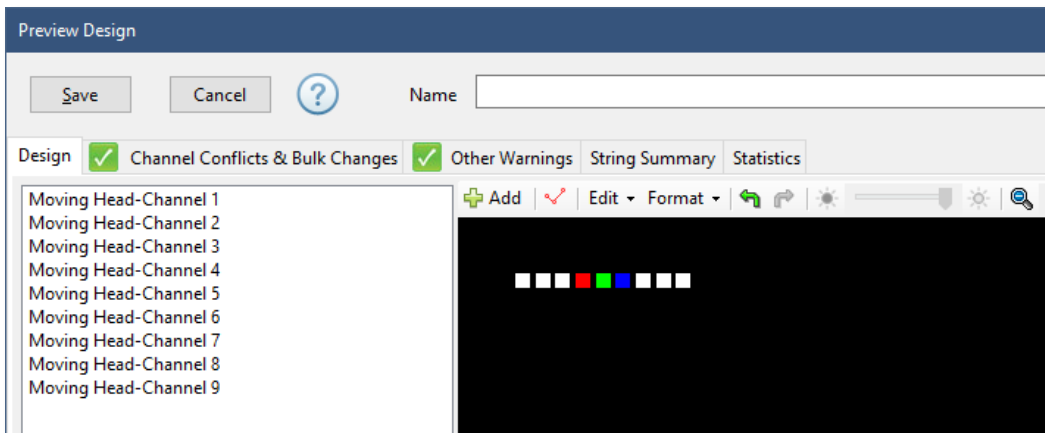 Preview Design
Save Cancel ? Name
Design Channel Conflicts & Bulk Changes Other Warnings String Summary Statistics
Add Edit Format
Moving Head-Channel 1
Moving Head-Channel 2
Moving Head-Channel 3
Moving Head-Channel 4
Moving Head-Channel 5
Moving Head-Channel 6
Moving Head-Channel 7
Moving Head-Channel 8
Moving Head-Channel 9